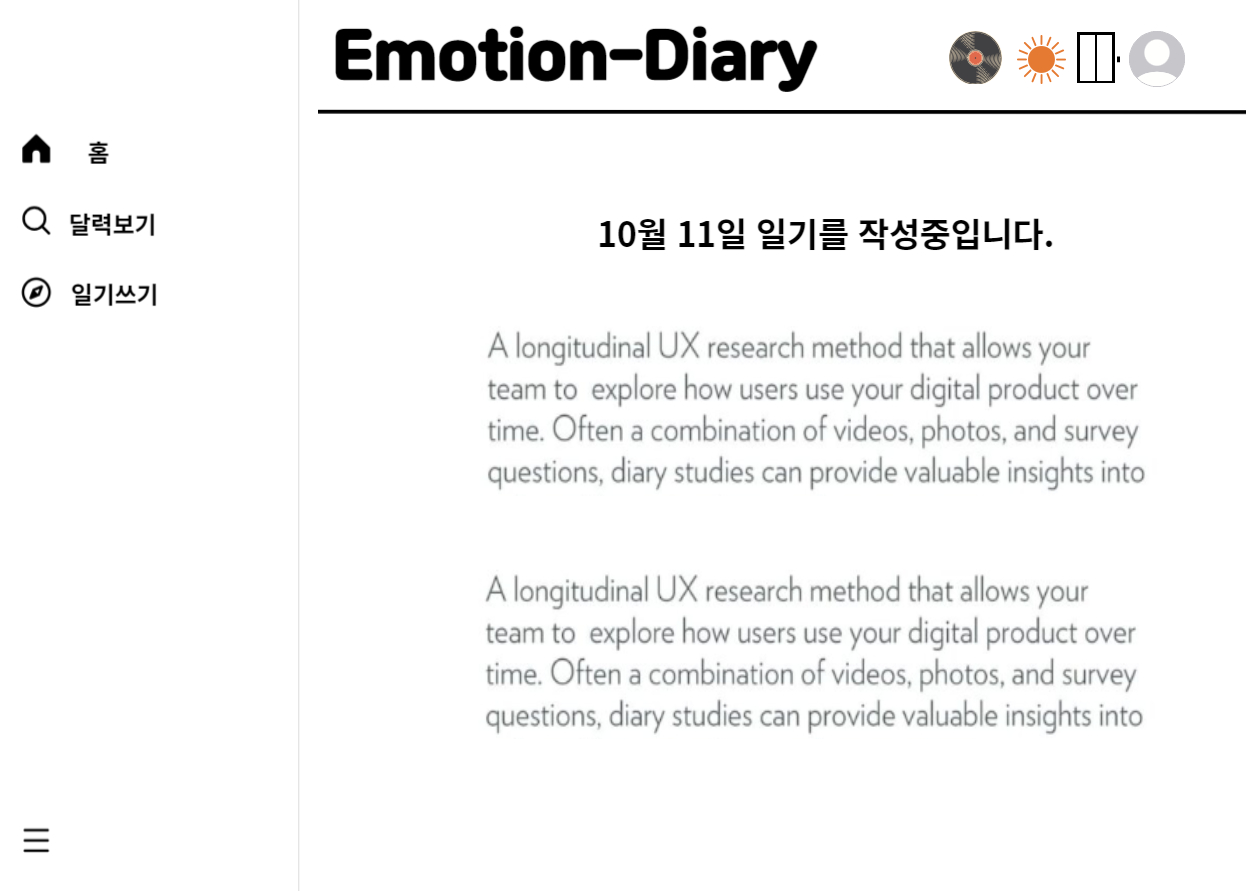 Emotion-Diary
홈
달력보기
일기쓰기
10월 11일 일기를 작성중입니다.
A longitudinal UX research method that allows your
team to explore how users use your digital product over
time. Often a combination of videos, photos, and survey
questions, diary studies can provide valuable insights into
A longitudinal UX research method that allows your
team to explore how users use your digital product over
time. Often a combination of videos, photos, and survey
questions, diary studies can provide valuable insights into